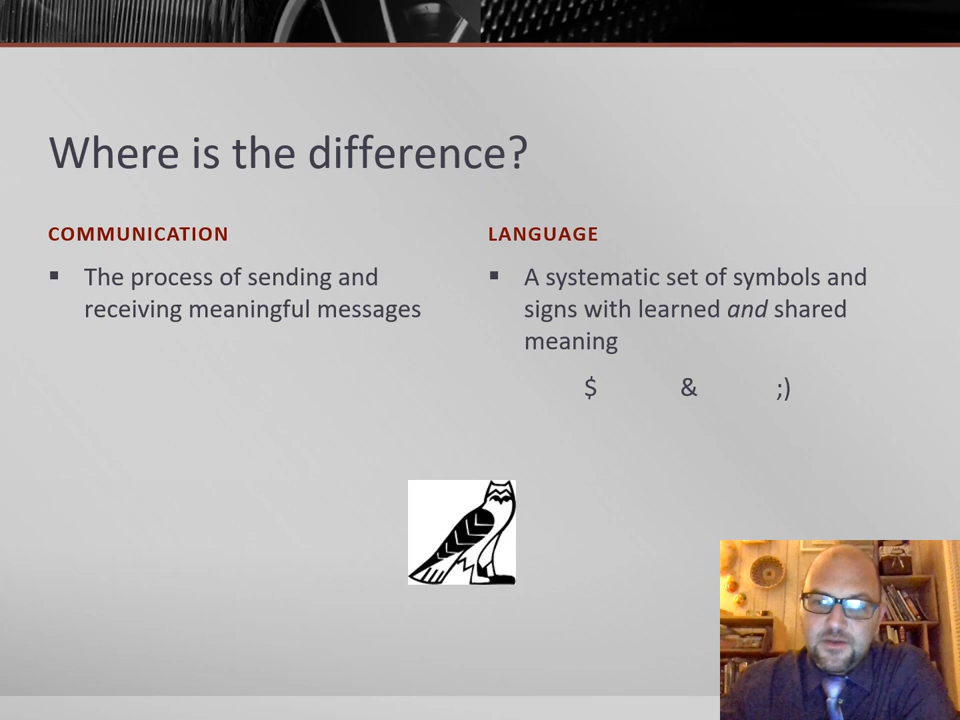 Where is the difference?
COMMUNICATION
▪ The process of sending and
receiving meaningful messages
LANGUAGE
▪ A systematic set of symbols and
signs with learned and shared
meaning
$ & ;)